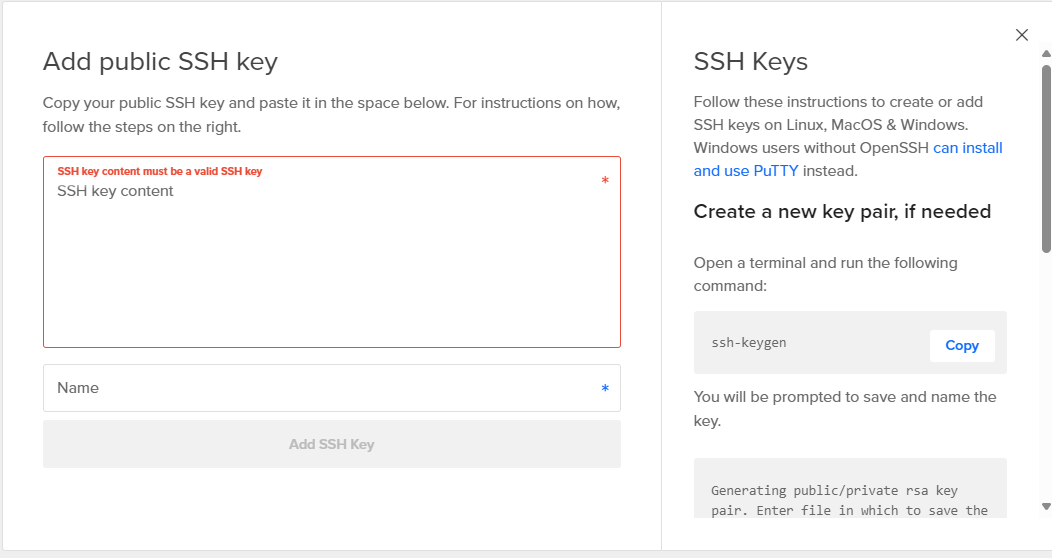 Add public SSH key
Copy your public SSH key and paste it in the space below. For instructions on how,
follow the steps on the right.
SSH key content must be a valid SSH key
SSH key content
*
Name
*
Add SSH Key
SSH Keys
Follow these instructions to create or add
SSH keys on Linux, MacOS & Windows.
Windows users without OpenSSH can install
and use PuTTY instead.
Create a new key pair, if needed
Open a terminal and run the following
command:
ssh-keygen
Copy
You will be prompted to save and name the
key.
Generating public/private rsa key
pair. Enter file in which to save the